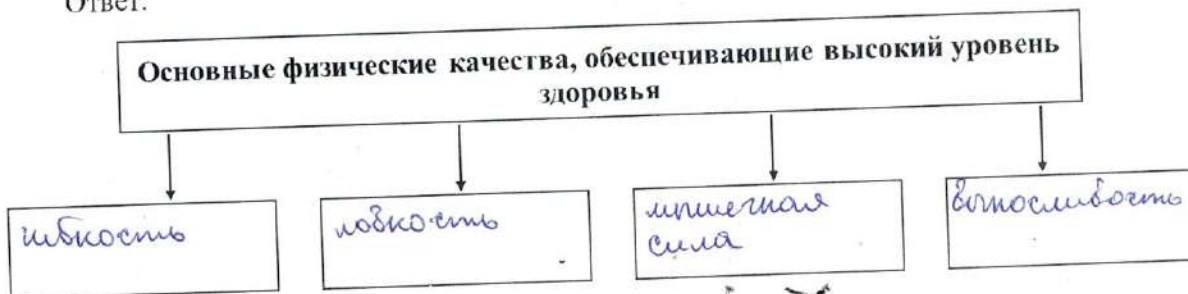 Ответ:
Основные физические качества, обеспечивающие высокий уровень
здоровья
гибкость
ловкость
мышечная
сила
выносливость